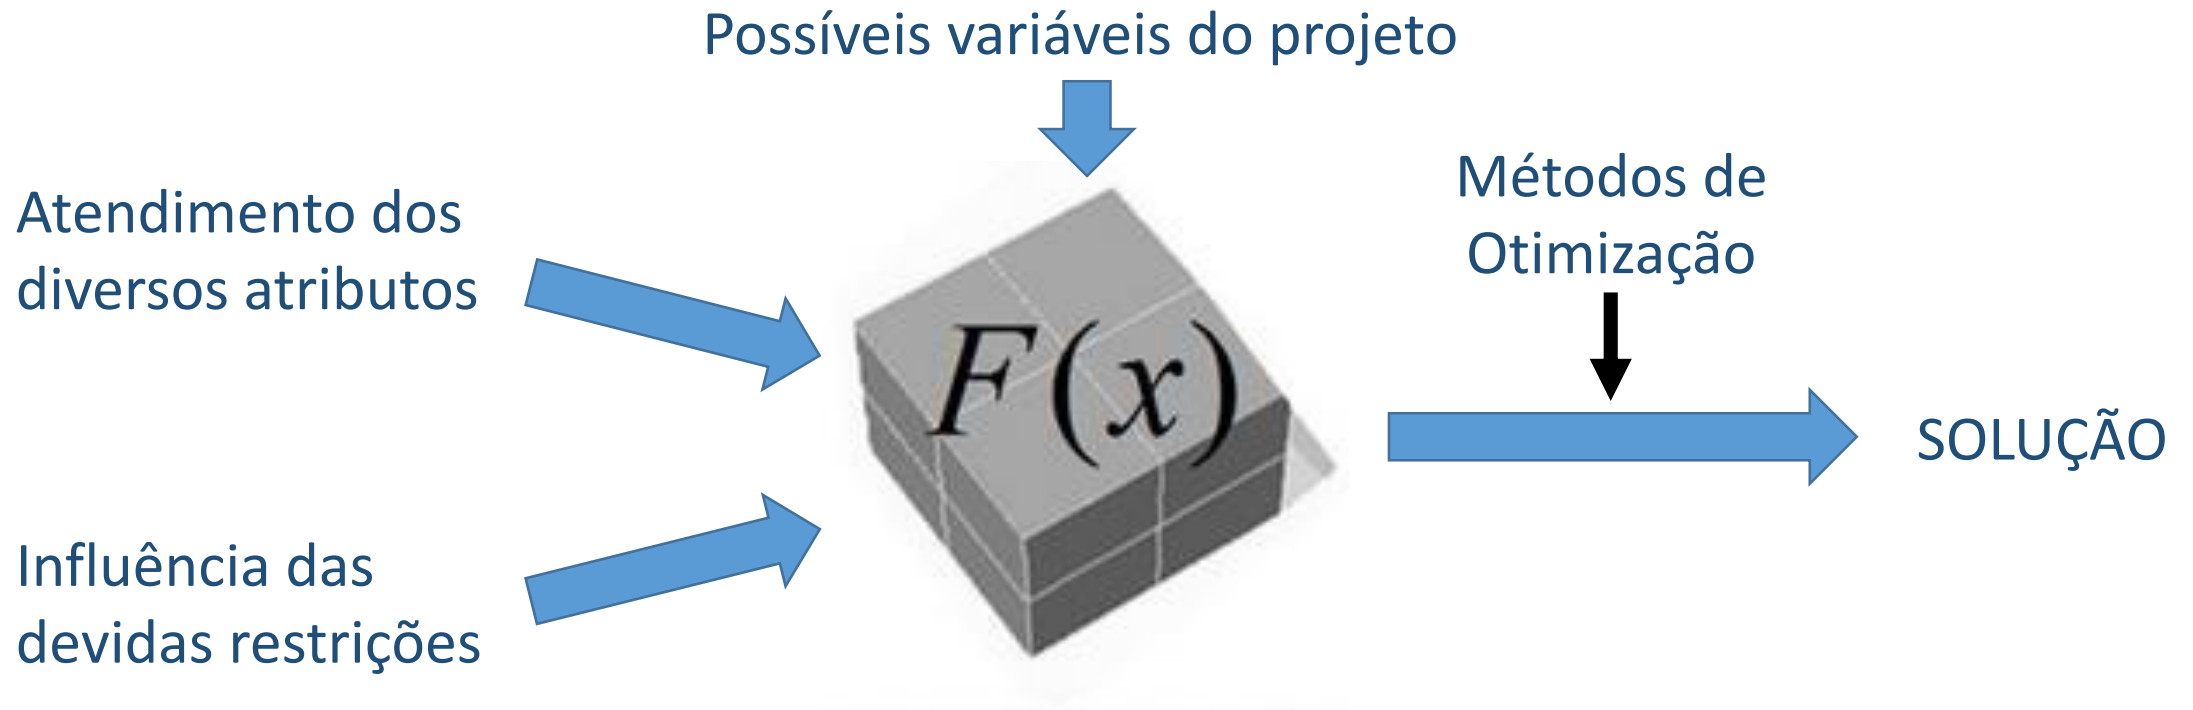 Possíveis variáveis do projeto
Atendimento dos
diversos atributos
Influência das
devidas restrições
F(x)
Métodos de
Otimização
SOLUÇÃO